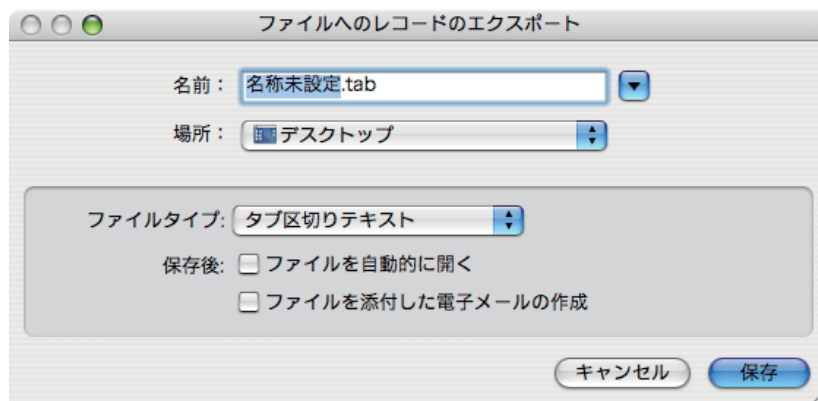 ファイルへのレコードのエクスポート
名前： 名称未設定.tab
場所： デスクトップ
ファイルタイプ: タブ区切りテキスト
保存後: ファイルを自動的に開く
ファイルを添付した電子メールの作成
キャンセル 保存